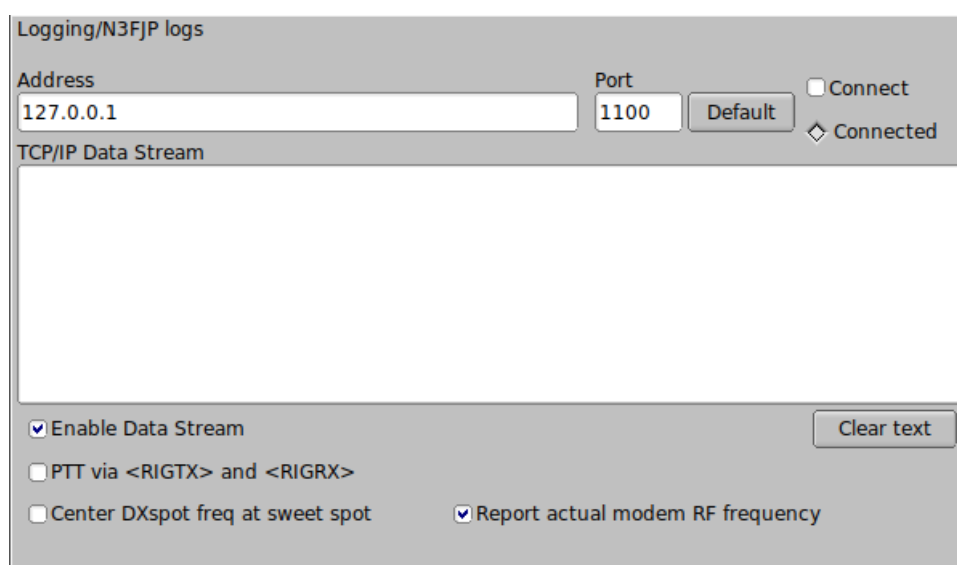 Logging/N3FJP logs
Address
Port
Connect
127.0.0.1
1100
Default
Connected
TCP/IP Data Stream
Enable Data Stream
Clear text
PTT via <RIGTX> and <RIGRX>
Center DXspot freq at sweet spot
Report actual modem RF frequency